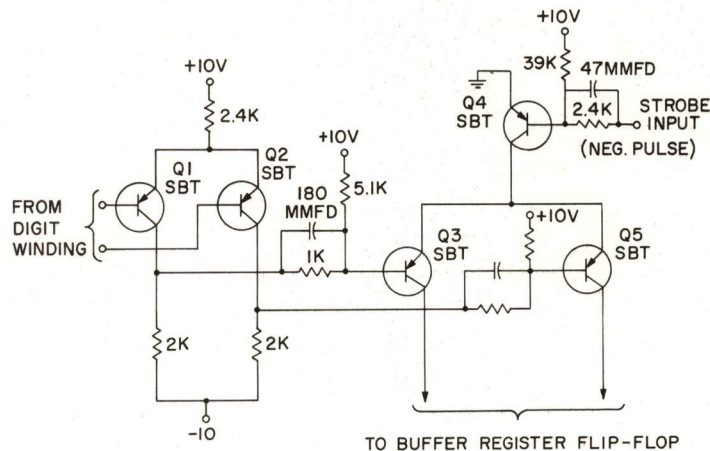 +10V
39K
47MMFD
2.4K
STROBE
INPUT
(NEG. PULSE)
Q4
SBT
+10V
2.4K
Q1
SBT
Q2
SBT
+10V
5.1K
180
MMFD
1K
FROM
DIGIT
WINDING
Q3
SBT
+10V
Q5
SBT
2K
2K
-10
TO BUFFER REGISTER FLIP-FLOP